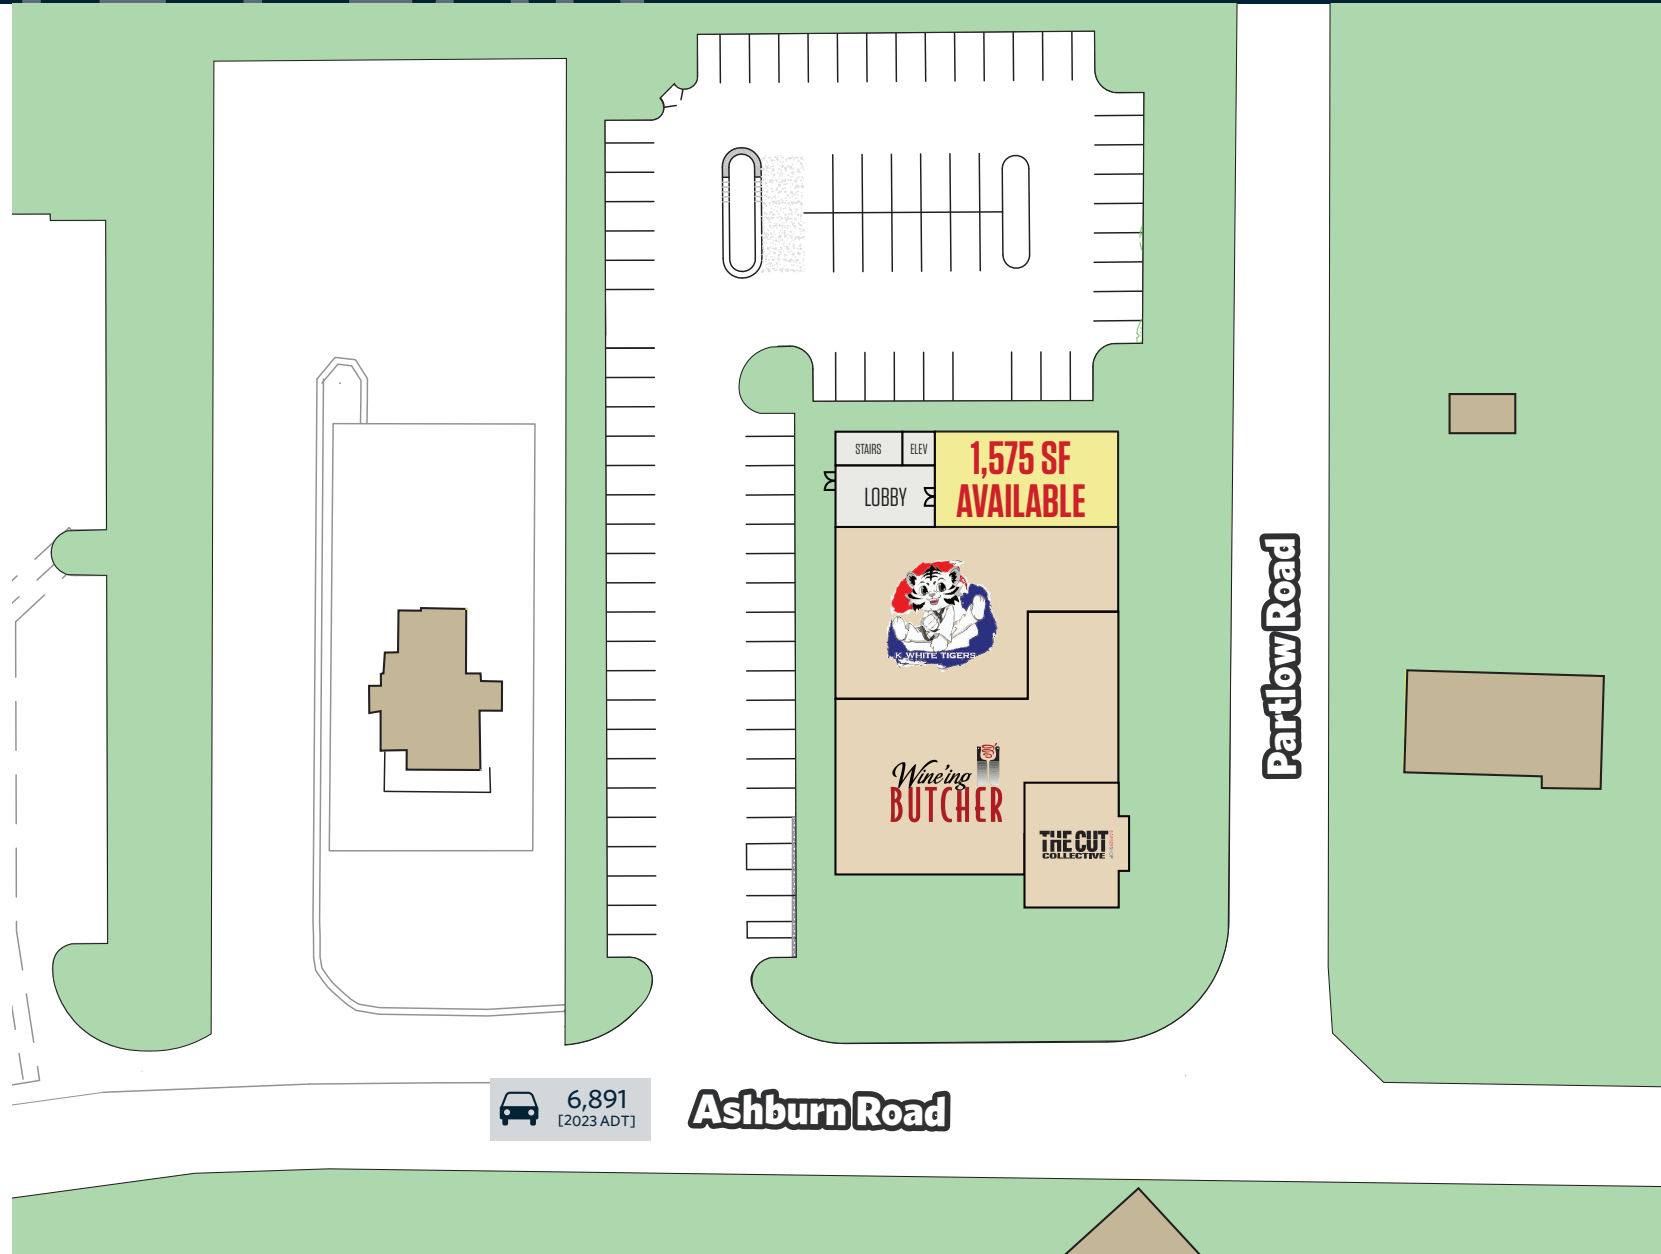 STAIRS
ELEV
1,575 SF
AVAILABLE
LOBBY
K WHITE TIGERS
Wine'ing
BUTCHER
THE CUT
COLLECTIVE
Partlow Road
6,891
[2023 ADT]
Ashburn Road